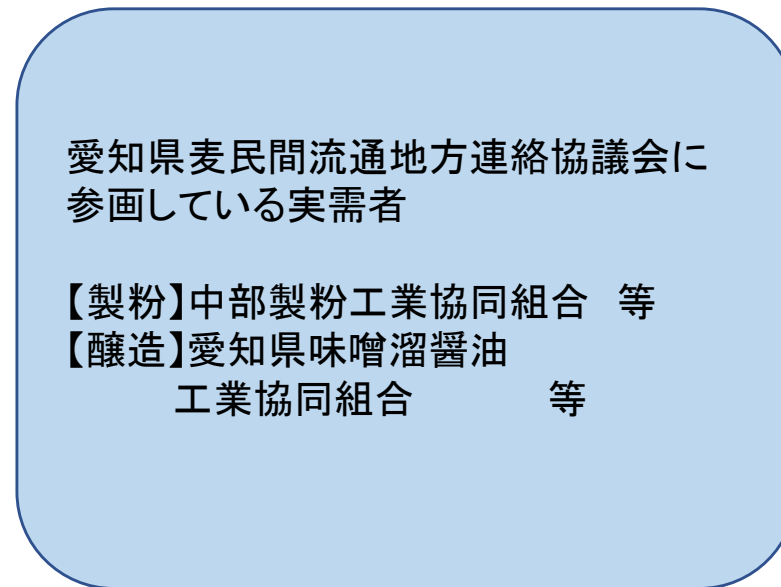 愛知県麦民間流通地方連絡協議会に
参画している実需者
【製粉】中部製粉工業協同組合　等
【醸造】愛知県味噌溜醤油
工業協同組合　　　　等